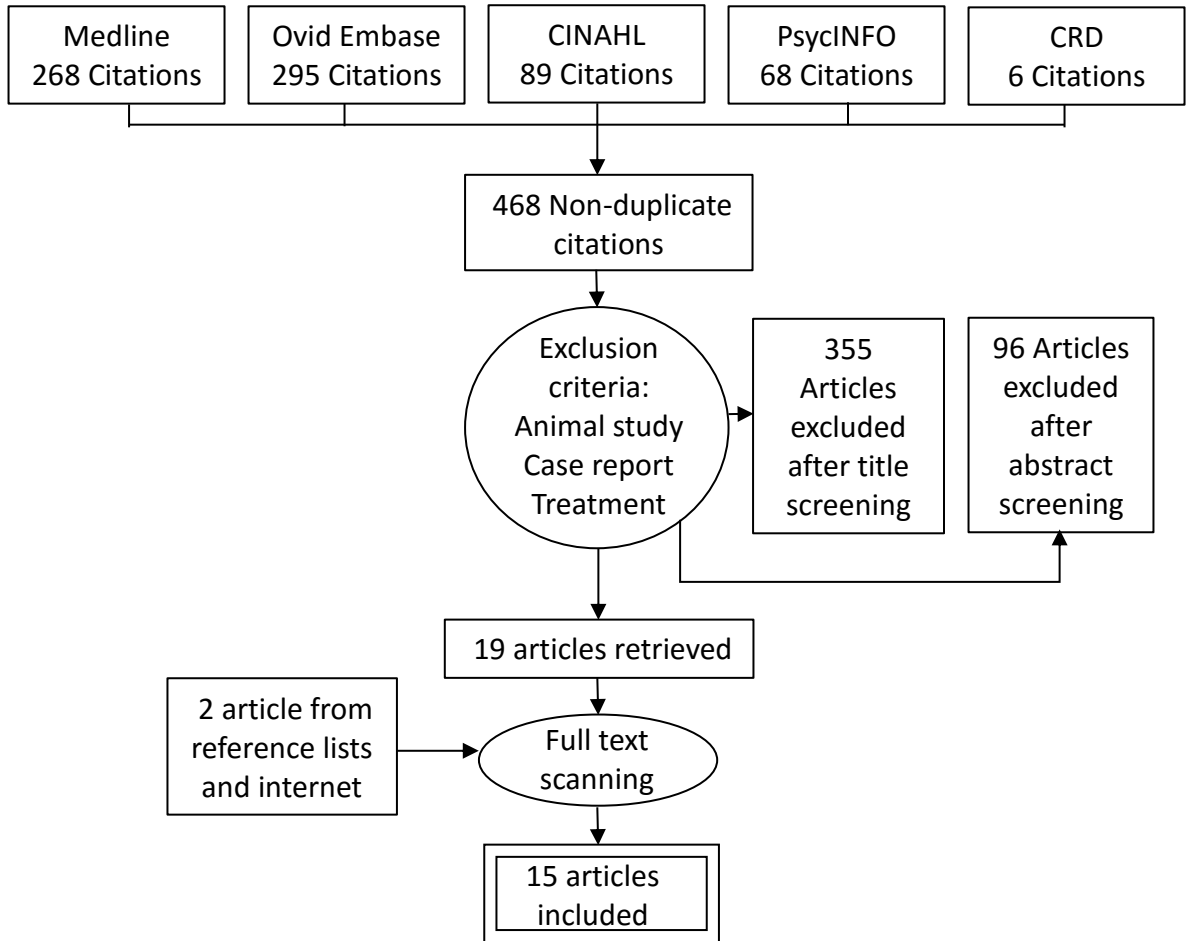 Medline
268 Citations
Ovid Embase
295 Citations
CINAHL
89 Citations
PsycINFO
68 Citations
CRD
6 Citations
468 Non-duplicate
citations
Exclusion
criteria:
Animal study
Case report
Treatment
355
Articles
excluded
after title
screening
96 Articles
excluded
after
abstract
screening
19 articles retrieved
2 article from
reference lists
and internet
Full text
scanning
15 articles
included